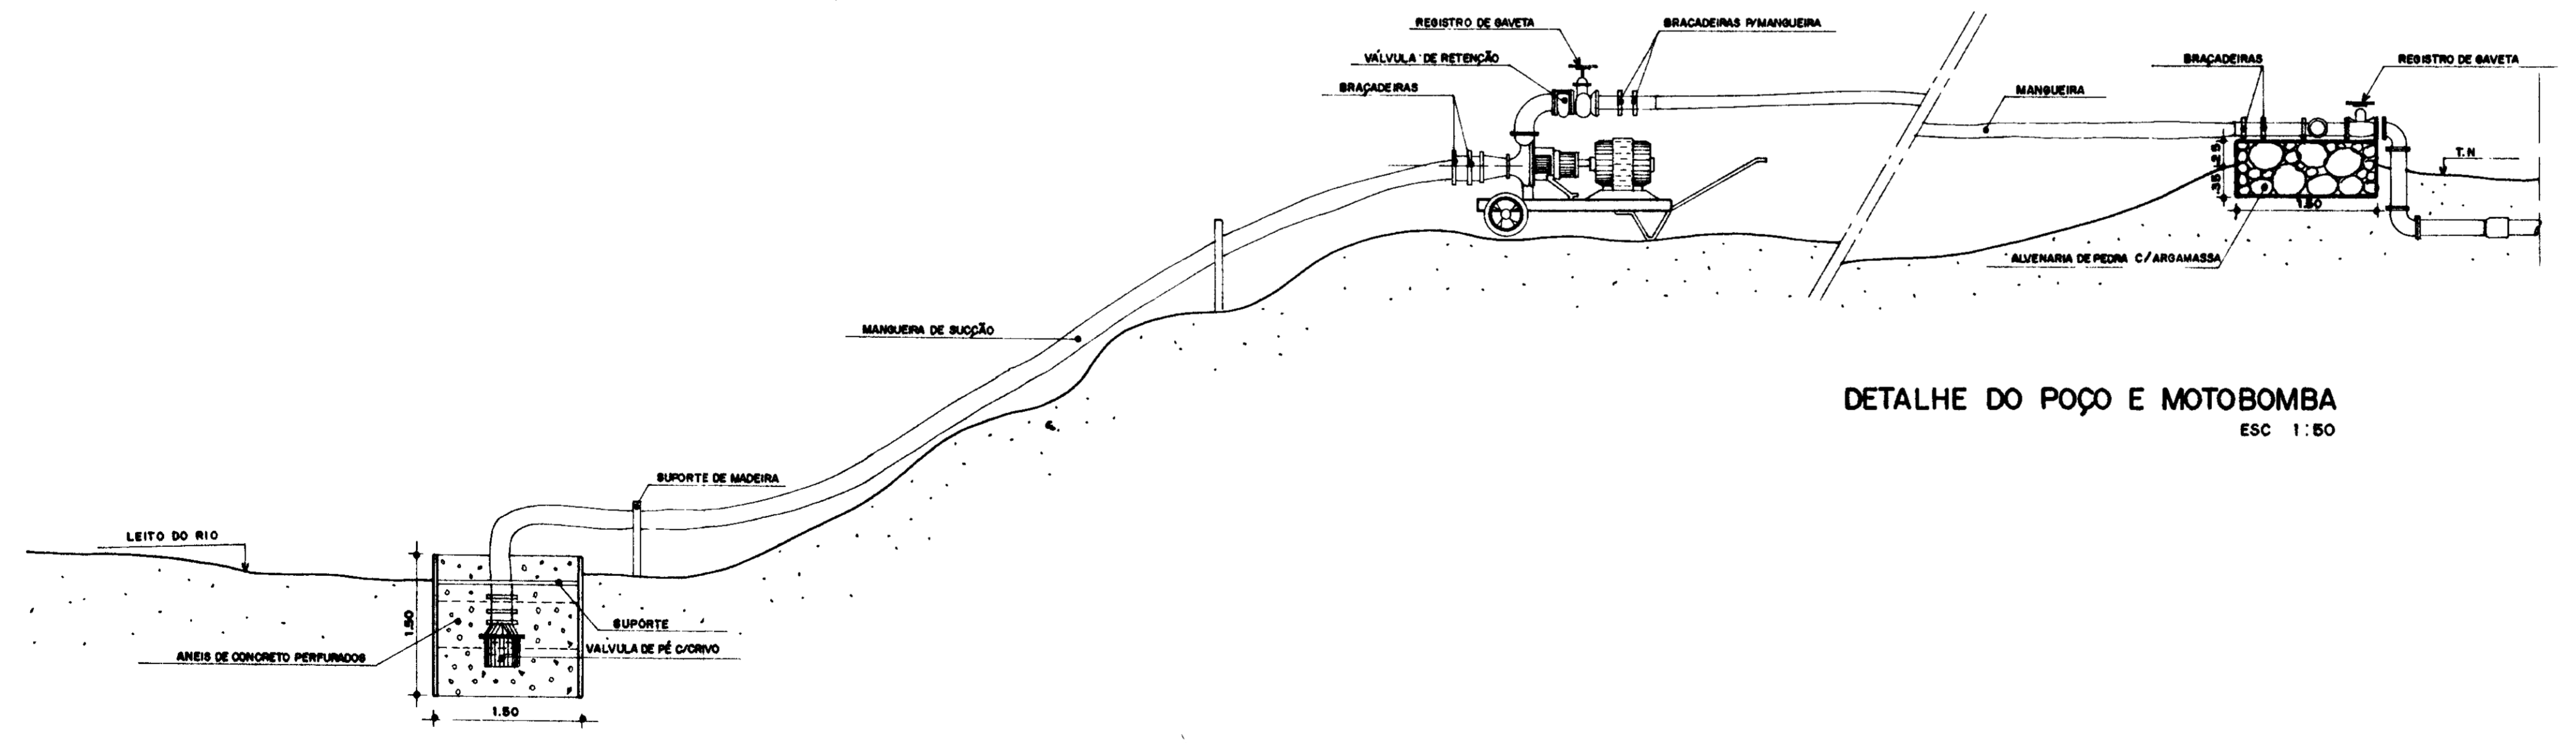 REGISTRO DE GAVETA
BRACADEIRAS P/MANGUEIRA
VÁLVULA DE RETENÇÃO
BRAÇADEIRAS
BRAÇADEIRAS
REGISTRO DE GAVETA
MANGUEIRA
T.N
.25
.35
1.50
ALVENARIA DE PEDRA C/ARGAMASSA
MANGUEIRA DE SUCÇÃO
DETALHE DO POÇO E MOTOBOMBA
ESC 1:50
SUPORTE DE MADEIRA
LEITO DO RIO
1.50
SUPORTE
VALVULA DE PÉ C/CRIVO
ANEIS DE CONCRETO PERFURADOS
1.50